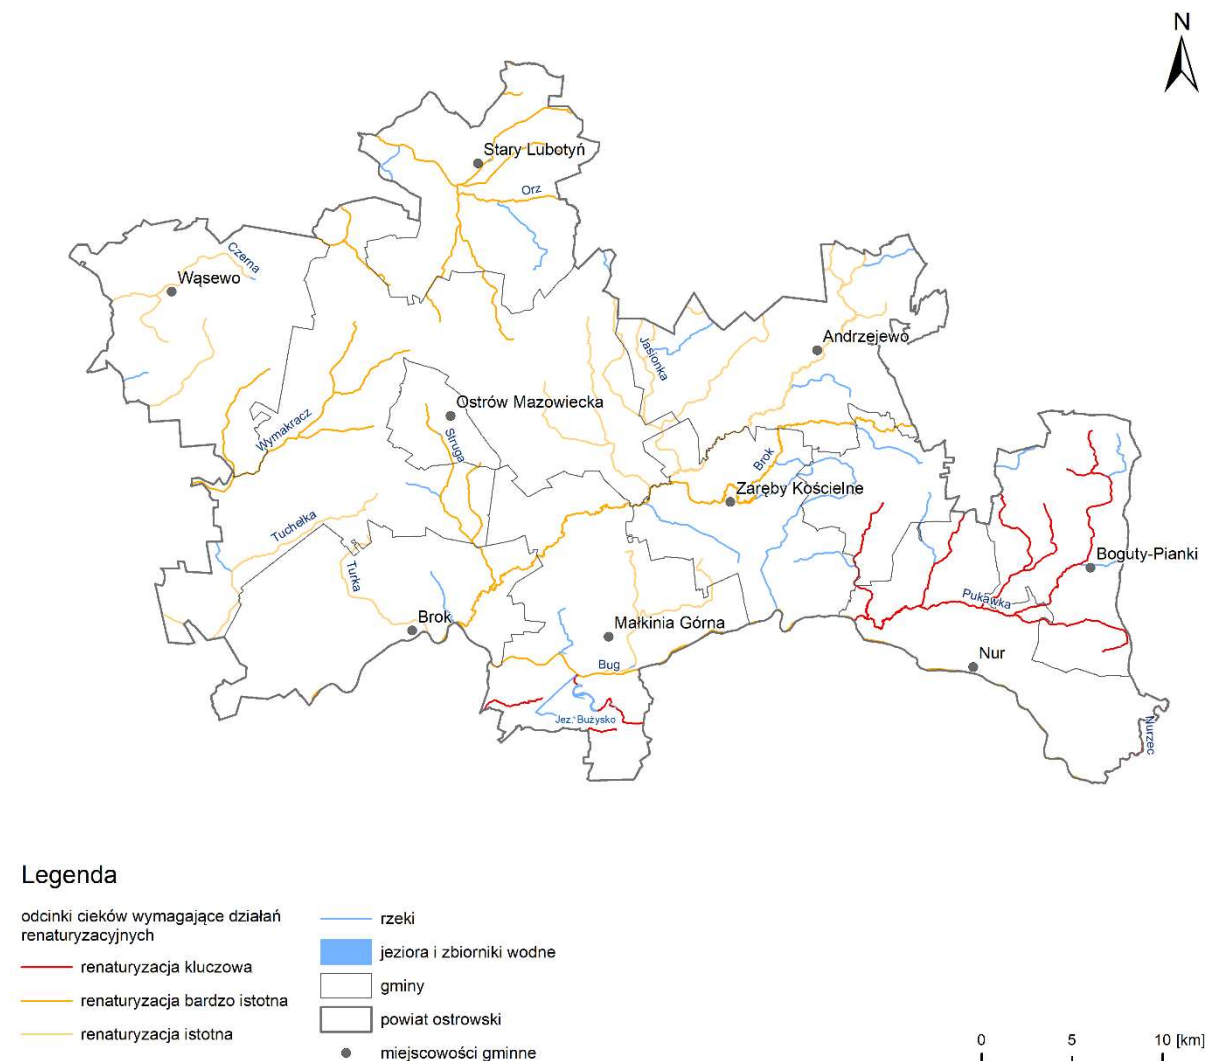 N
Stary Lubotyń
Orz
Czerna
Wąsewo
Andrzejewo
Jasionka
Ostrów Mazowiecka
Wymakracz
Struga
Brok
Zaręby Kościelne
Tuchełka
Turka
Boguty-Pianki
Pukawka
Brok
Małkinia Górna
Nur
Bug
Jez. Bużysko
Nurzec
Legenda
odcinki cieków wymagające działań
renaturyzacyjnych
renaturyzacja kluczowa
renaturyzacja bardzo istotna
renaturyzacja istotna
rzeki
jeziora i zbiorniki wodne
gminy
powiat ostrowski
miejscowości gminne
0 5 10 [km]